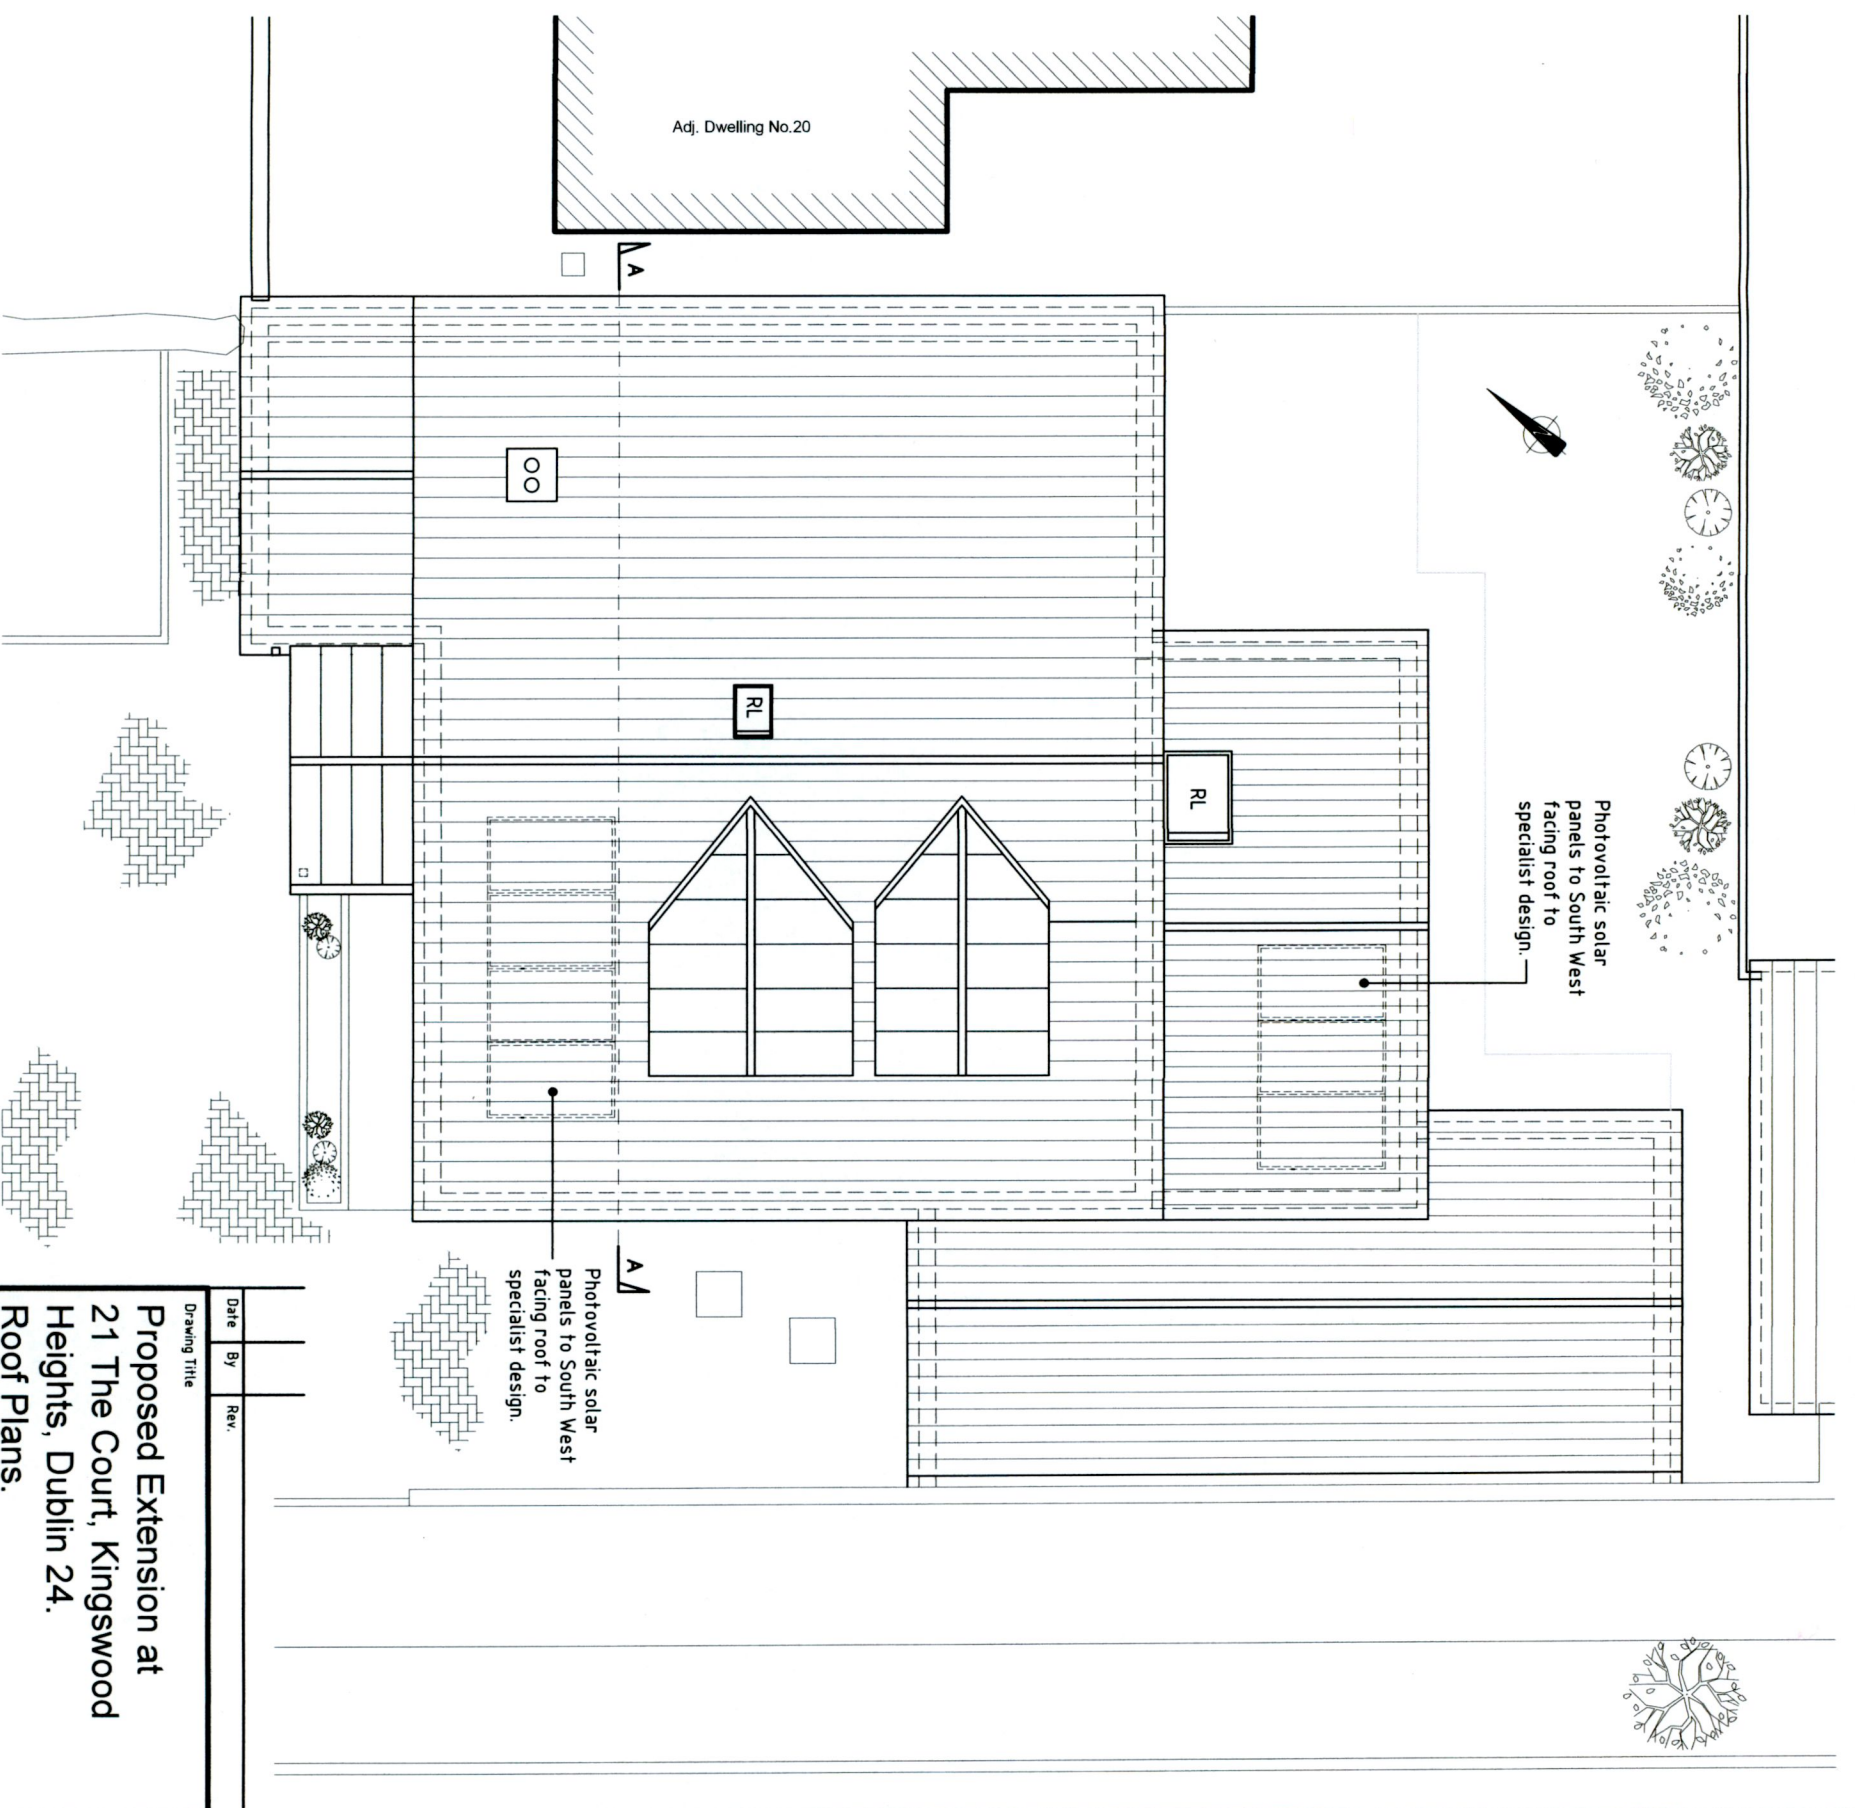 Adj. Dwelling No.20
A
RL
RL
Photovoltaic solar
panels to South West
facing roof to
specialist design.
A
Photovoltaic solar
panels to South West
facing roof to
specialist design.
Date
By
Rev.
Drawing Title
Proposed Extension at
21 The Court, Kingswood
Heights, Dublin 24.
Roof Plans.